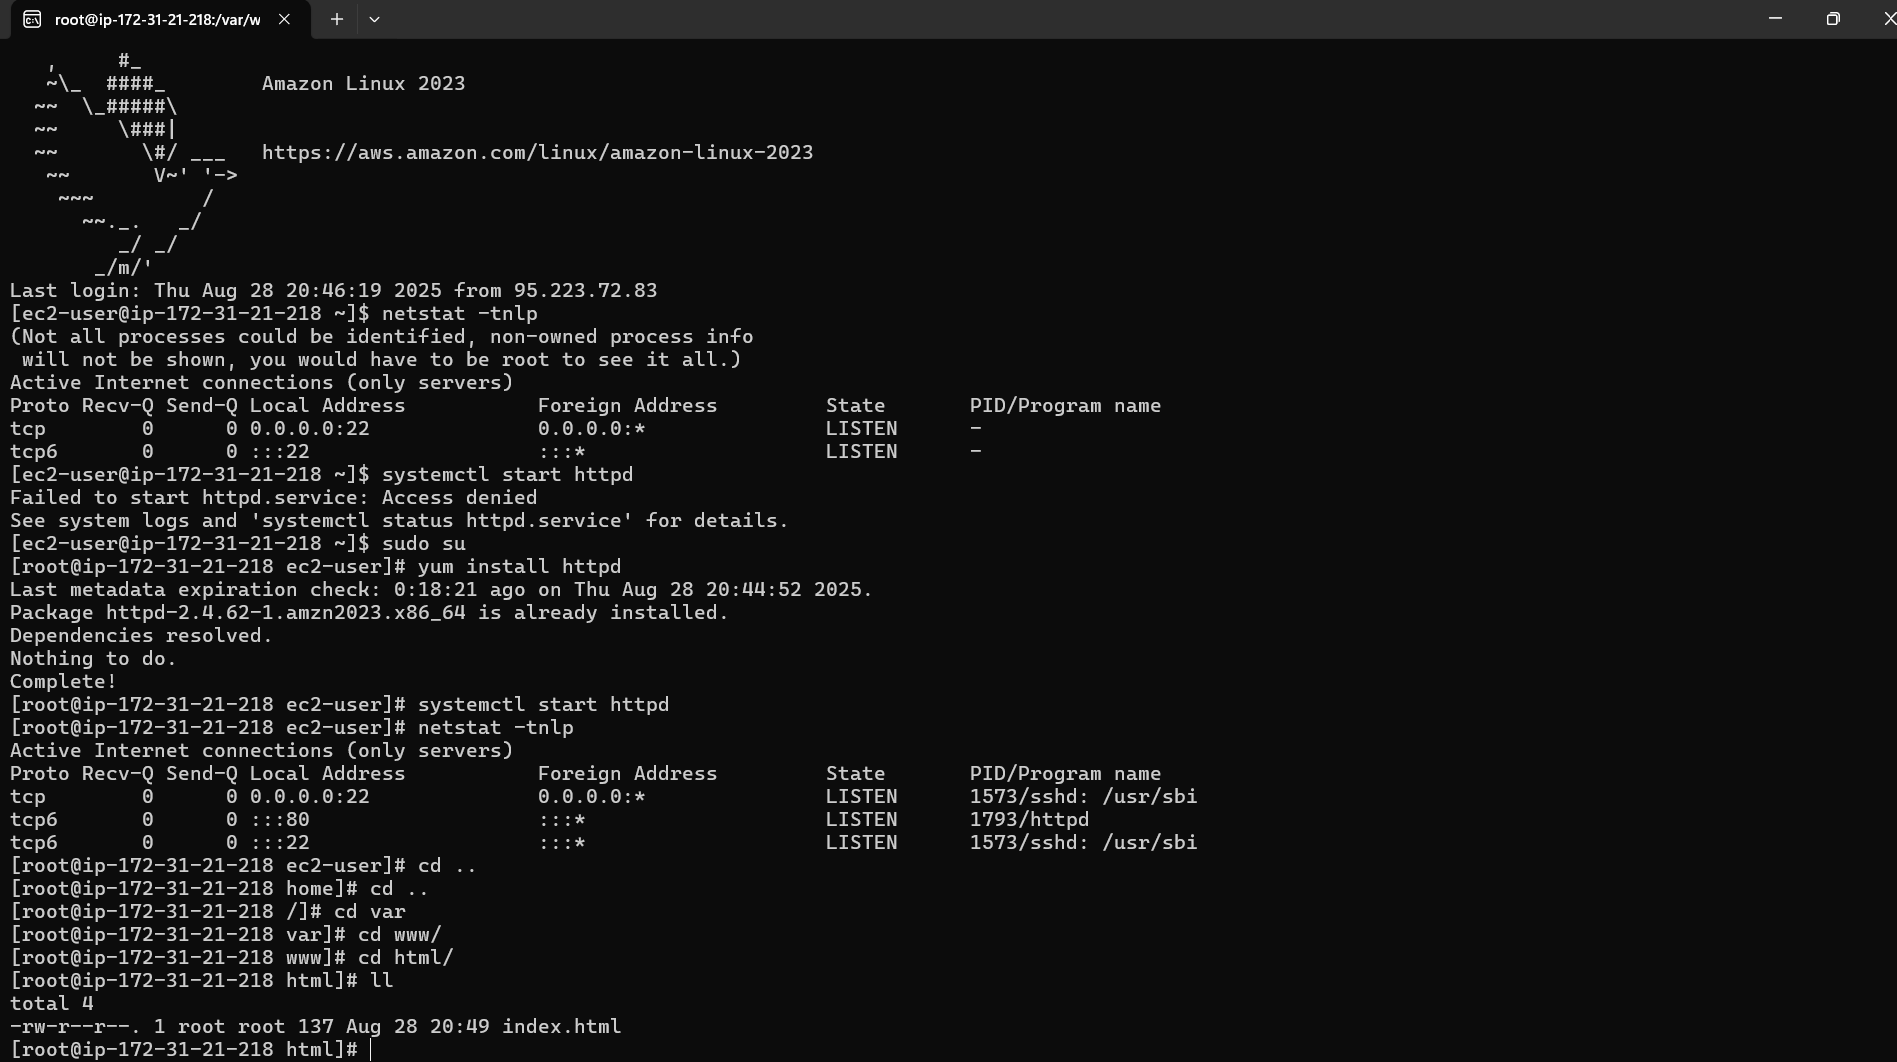 root@ip-172-31-21-218:/var/w
   ,     #_
   ~\_  ####_        Amazon Linux 2023
  ~~  \_#####\
  ~~     \###|
  ~~       \#/ ___   https://aws.amazon.com/linux/amazon-linux-2023
   ~~       V~' '->
    ~~~         /
      ~~._.   _/
         _/ _/
       _/m/'
Last login: Thu Aug 28 20:46:19 2025 from 95.223.72.83
[ec2-user@ip-172-31-21-218 ~]$ netstat -tnlp
(Not all processes could be identified, non-owned process info
 will not be shown, you would have to be root to see it all.)
Active Internet connections (only servers)
Proto Recv-Q Send-Q Local Address           Foreign Address         State       PID/Program name
tcp        0      0 0.0.0.0:22              0.0.0.0:*               LISTEN      -
tcp6       0      0 :::22                   :::*                    LISTEN      -
[ec2-user@ip-172-31-21-218 ~]$ systemctl start httpd
Failed to start httpd.service: Access denied
See system logs and 'systemctl status httpd.service' for details.
[ec2-user@ip-172-31-21-218 ~]$ sudo su
[root@ip-172-31-21-218 ec2-user]# yum install httpd
Last metadata expiration check: 0:18:21 ago on Thu Aug 28 20:44:52 2025.
Package httpd-2.4.62-1.amzn2023.x86_64 is already installed.
Dependencies resolved.
Nothing to do.
Complete!
[root@ip-172-31-21-218 ec2-user]# systemctl start httpd
[root@ip-172-31-21-218 ec2-user]# netstat -tnlp
Active Internet connections (only servers)
Proto Recv-Q Send-Q Local Address           Foreign Address         State       PID/Program name
tcp        0      0 0.0.0.0:22              0.0.0.0:*               LISTEN      1573/sshd: /usr/sbi
tcp6       0      0 :::80                   :::*                    LISTEN      1793/httpd
tcp6       0      0 :::22                   :::*                    LISTEN      1573/sshd: /usr/sbi
[root@ip-172-31-21-218 ec2-user]# cd ..
[root@ip-172-31-21-218 home]# cd ..
[root@ip-172-31-21-218 /]# cd var
[root@ip-172-31-21-218 var]# cd www/
[root@ip-172-31-21-218 www]# cd html/
[root@ip-172-31-21-218 html]# ll
total 4
-rw-r--r--. 1 root root 137 Aug 28 20:49 index.html
[root@ip-172-31-21-218 html]#